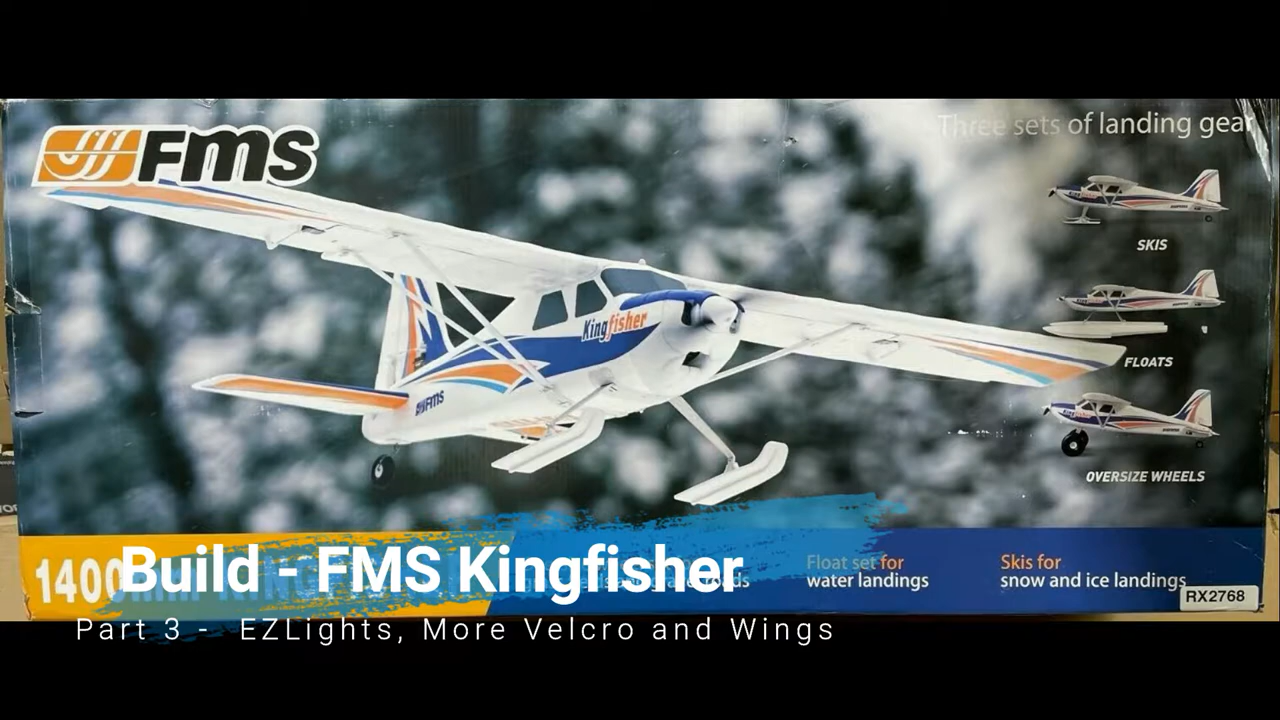 Fms
Three sets of landing gear
SKIS
Kingfisher
FLOATS
FMS
OVERSIZE WHEELS
1400
Build - FMS Kingfisher
Float set for
water landings
Skis for
snow and ice landings
RX2768
Part 3 - EZLights, More Velcro and Wings